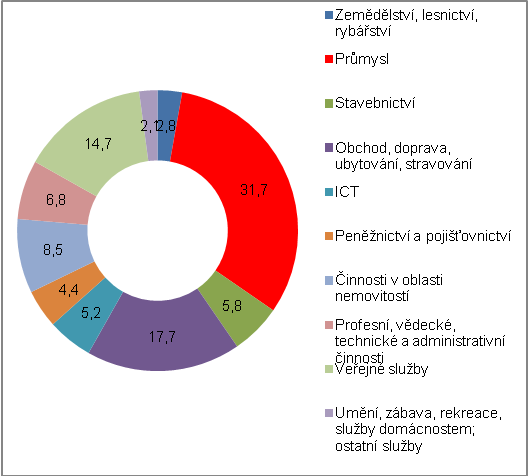 Zemědělství, lesnictví,
rybářství
Průmysl
Stavebnictví
Obchod, doprava,
ubytování, stravování
ICT
Peněžnictví a pojišťovnictví
Činnosti v oblasti
nemovitostí
Profesní, vědecké,
technické a administrativní
činnosti
Veřejné služby
Umění, zábava, rekreace,
služby domácnostem;
ostatní služby
2,8
31,7
5,8
17,7
5,2
4,4
8,5
6,8
14,7
2,1